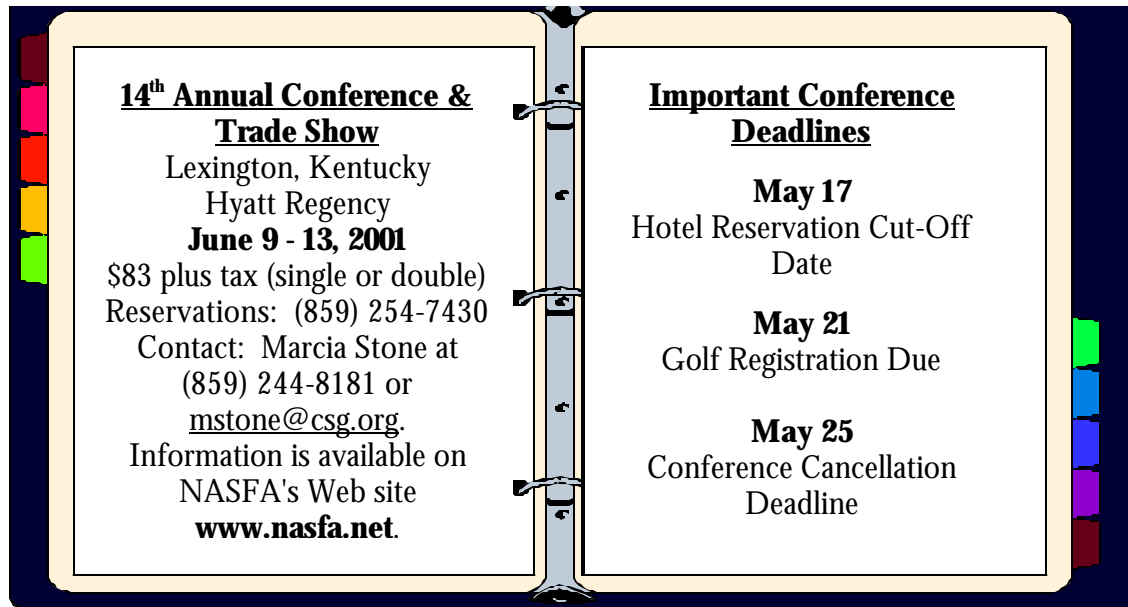 14th Annual Conference &
Trade Show
Lexington, Kentucky
Hyatt Regency
June 9 - 13, 2001
$83 plus tax (single or double)
Reservations:  (859) 254-7430
Contact:  Marcia Stone at
(859) 244-8181 or
mstone@csg.org.
Information is available on
NASFA's Web site
www.nasfa.net.
Important Conference
Deadlines
May 17
Hotel Reservation Cut-Off
Date
May 21
Golf Registration Due
May 25
Conference Cancellation
Deadline